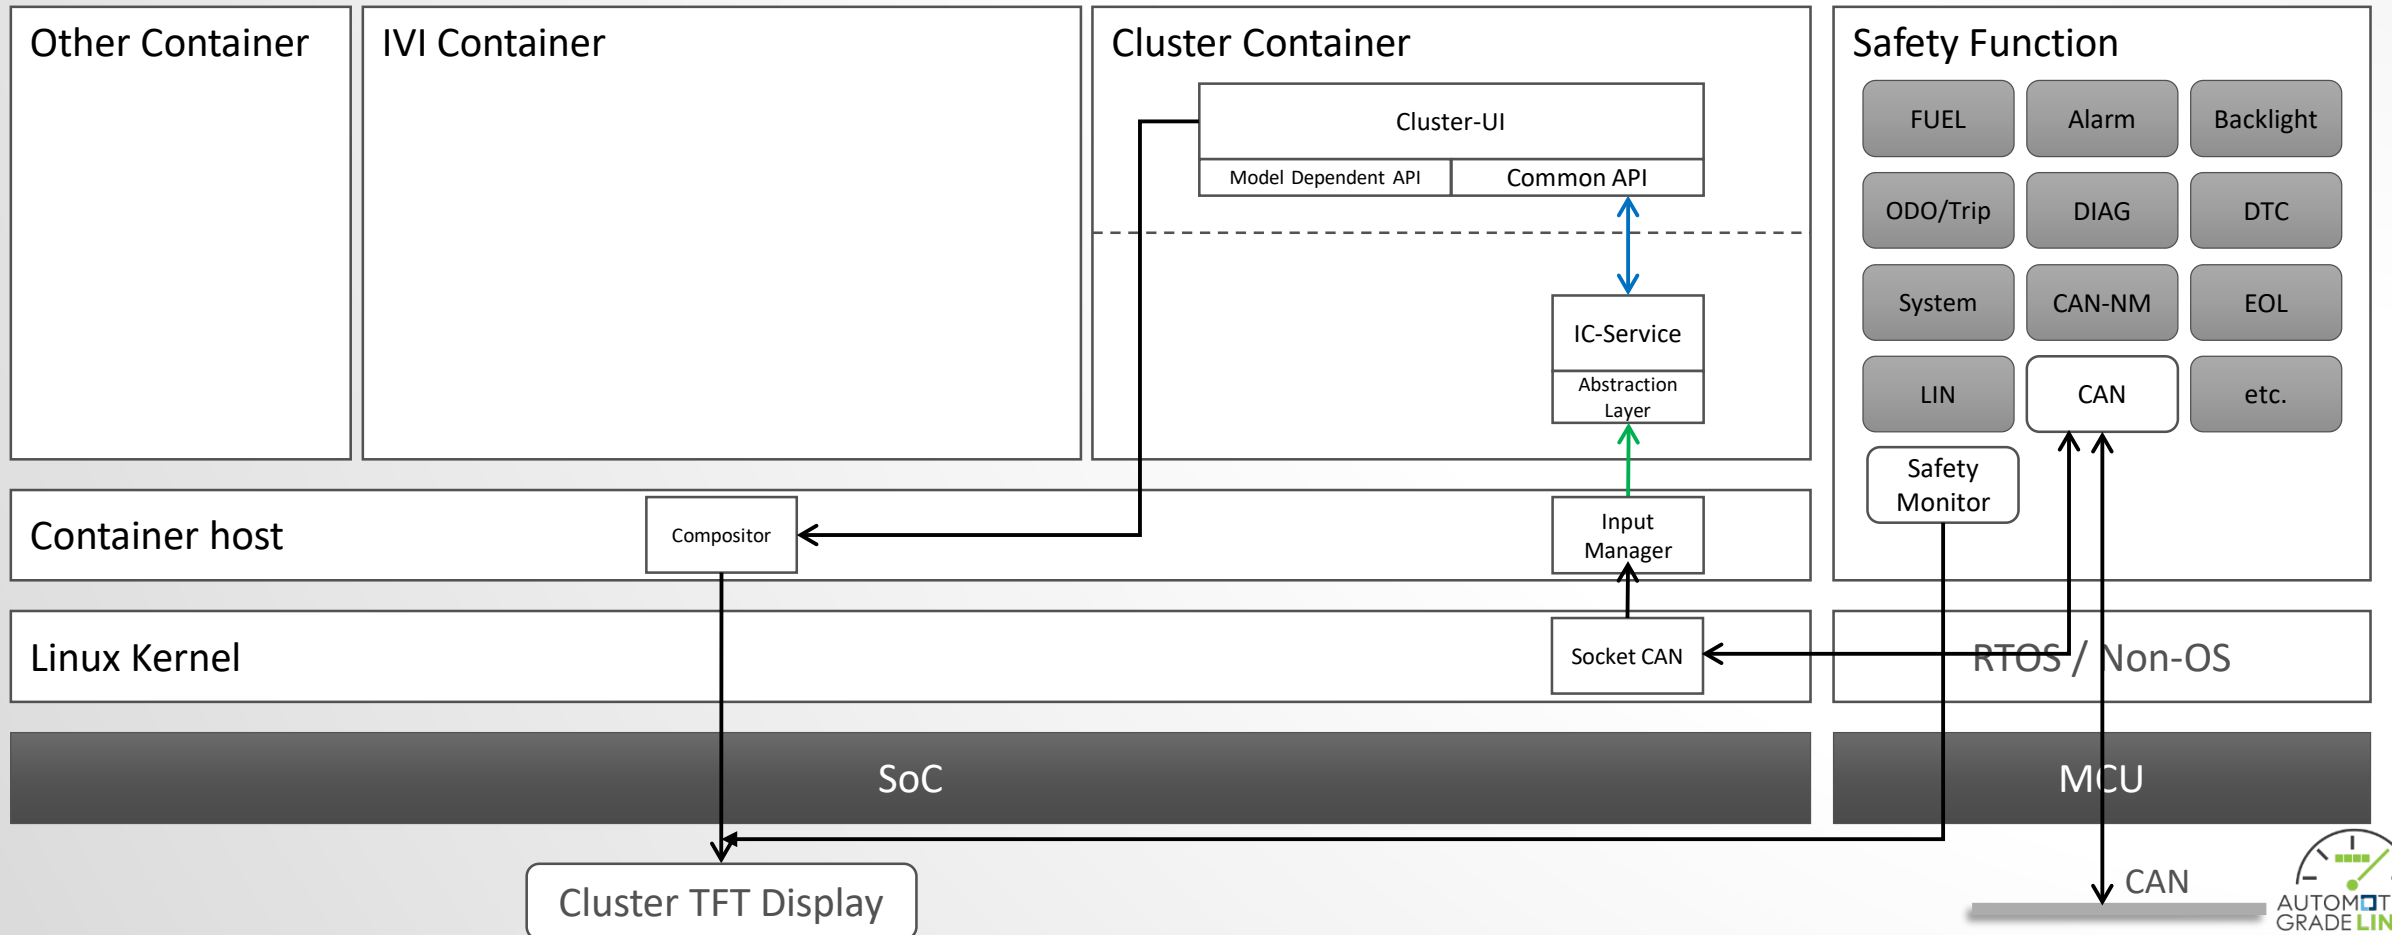 Other Container
IVI Container
Cluster Container
Cluster-UI
Model Dependent API
Common API
IC-Service
Abstraction
Layer
Safety Function
FUEL
Alarm
Backlight
ODO/Trip
DIAG
DTC
System
CAN-NM
EOL
LIN
CAN
etc.
Safety
Monitor
Container host
Compositor
Input
Manager
Linux Kernel
Socket CAN
RTOS / Non-OS
SoC
MCU
Cluster TFT Display
CAN
AUTOMOT
GRADE LIN